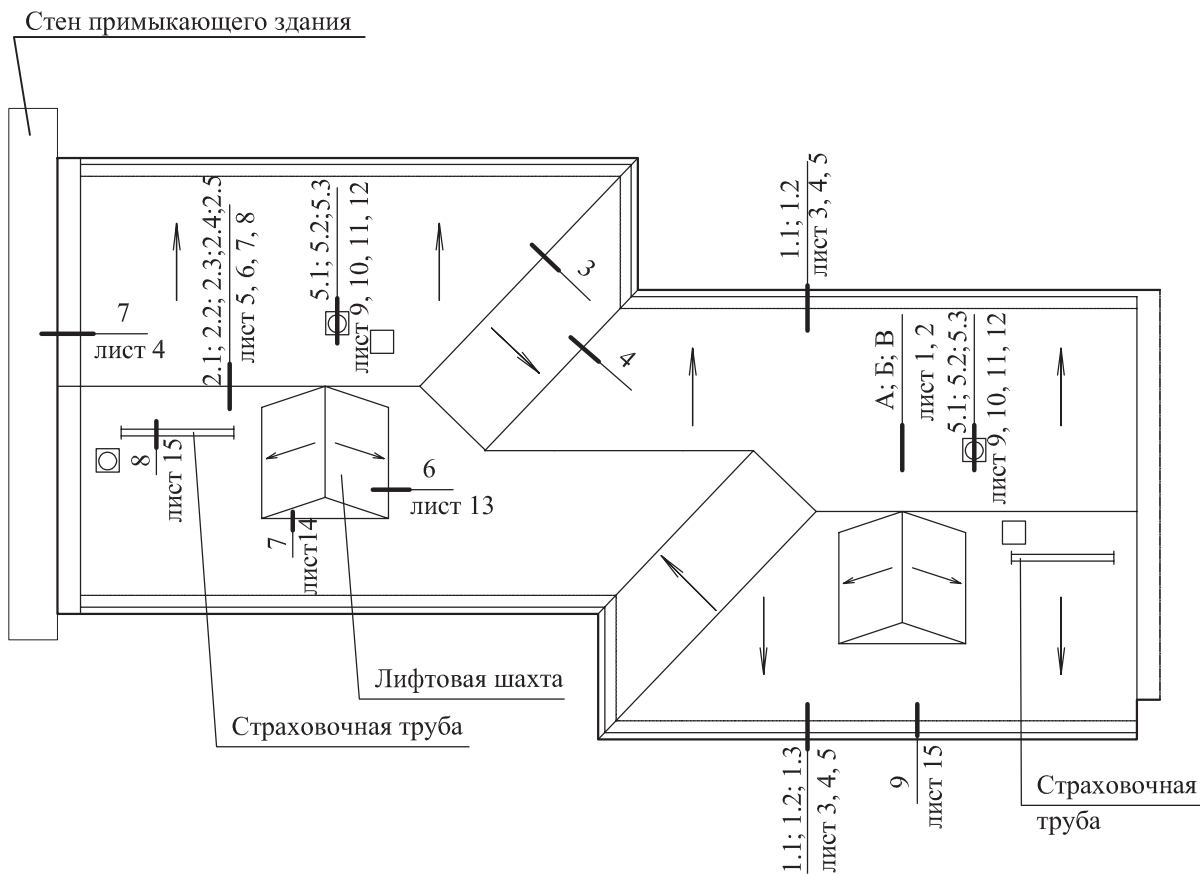 Стен примыкающего здания
7
лист 4
2.1; 2.2; 2.3;2.4;2.5
лист 5, 6, 7, 8
5.1; 5.2;5.3
лист 9, 10, 11, 12
3
4
1.1; 1.2
лист 3, 4, 5
А; Б; В
лист 1, 2
5.1; 5.2;5.3
лист 9, 10, 11, 12
8
лист 15
6
лист 13
7
лист14
Лифтовая шахта
Страховочная труба
1.1; 1.2; 1.3
лист 3, 4, 5
9
лист 15
Страховочная
труба